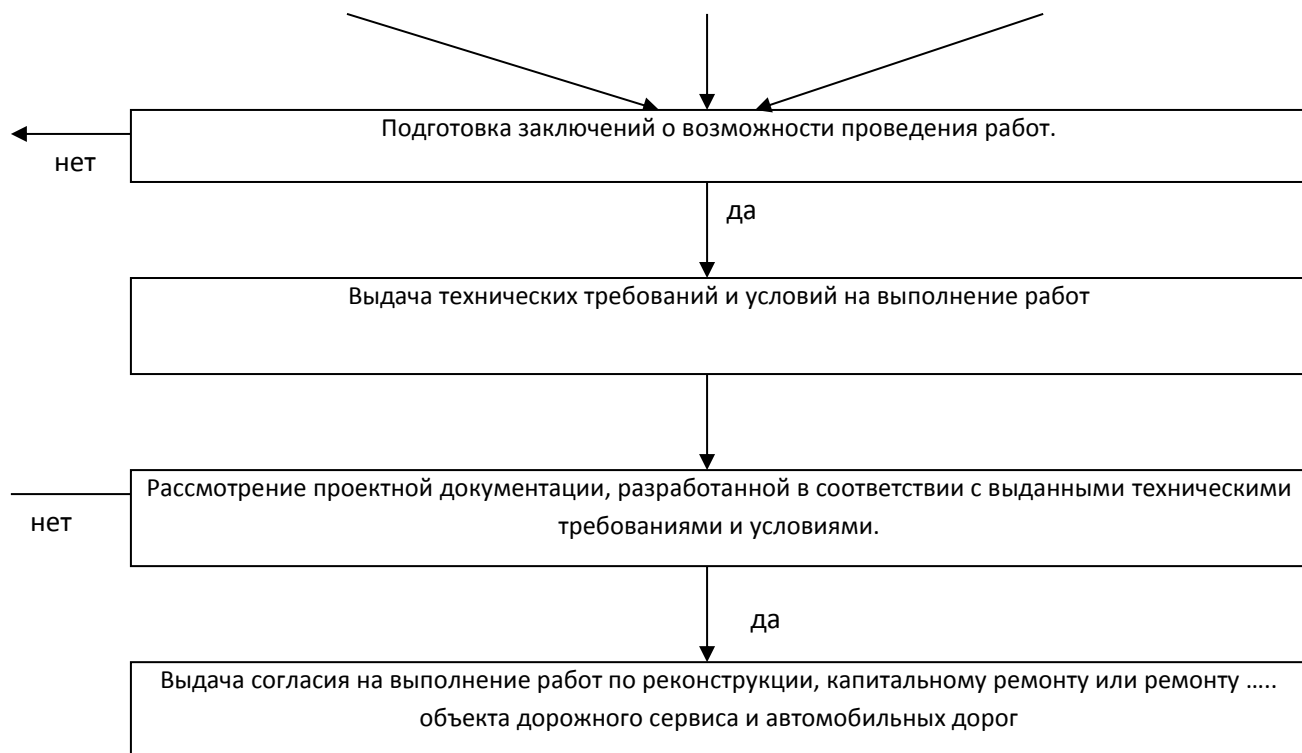 Подготовка заключений о возможности проведения работ.
нет
да
Выдача технических требований и условий на выполнение работ
Рассмотрение проектной документации, разработанной в соответствии с выданными техническими
требованиями и условиями.
нет
да
Выдача согласия на выполнение работ по реконструкции, капитальному ремонту или ремонту …..
объекта дорожного сервиса и автомобильных дорог